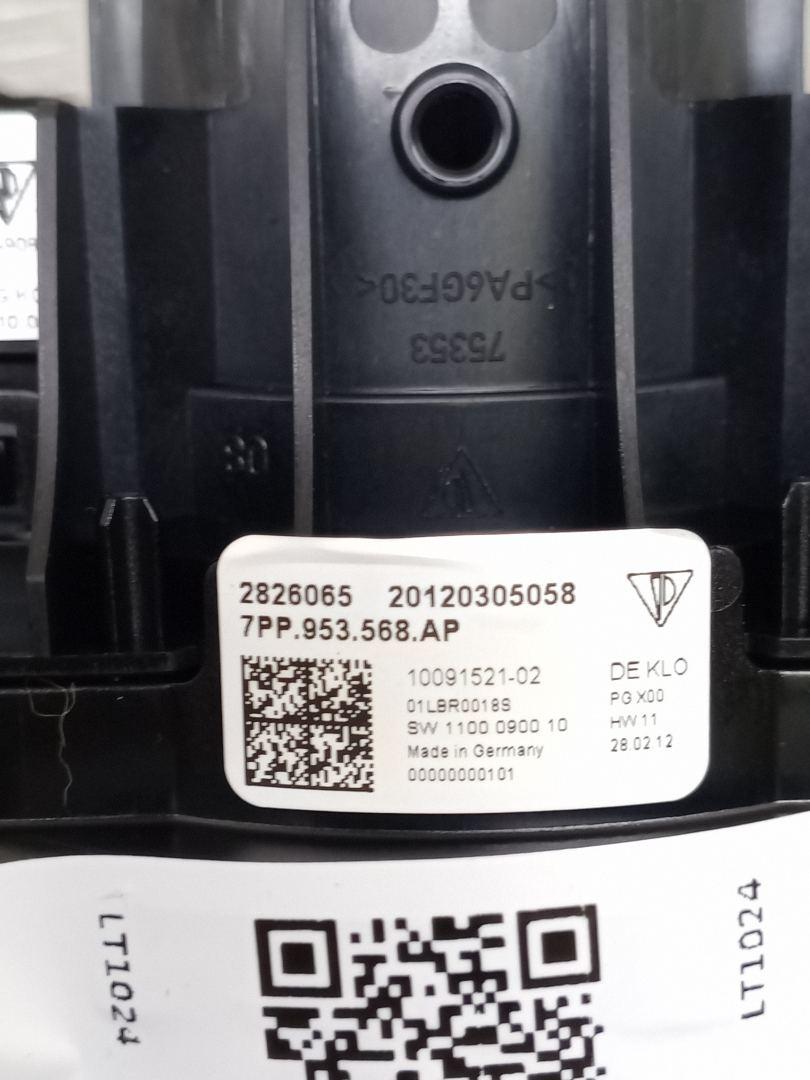 >PA6GF30<
75353
30
2826065 20120305058
7PP.953.568.AP
10091521-02
01LBR0018S
SW 1100 0900 10
Made in Germany
00000000101
DE KLO
PG X00
HW 11
28.02.12
LT1024
LT1024